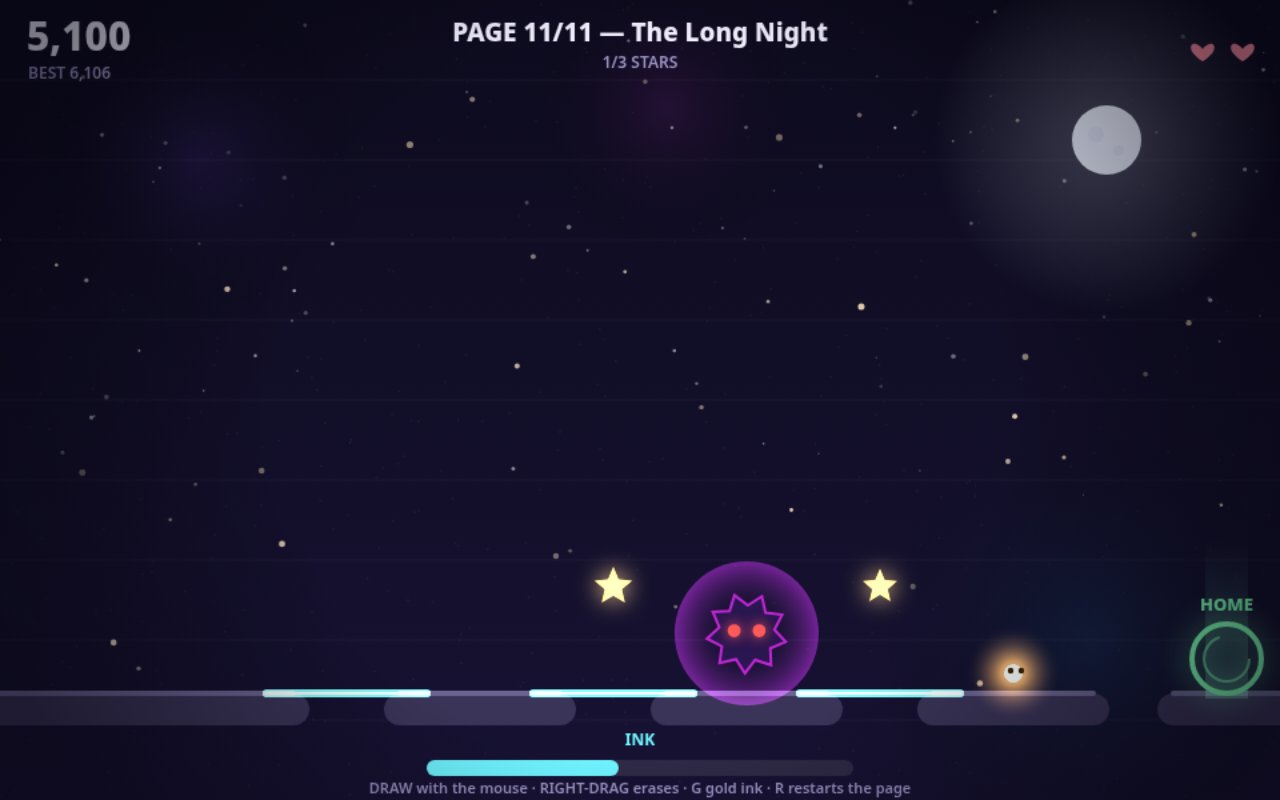 5,100
BEST 6,106
PAGE 11/11 — The Long Night
1/3 STARS
HOME
INK
DRAW with the mouse · RIGHT-DRAG erases · G gold ink · R restarts the page